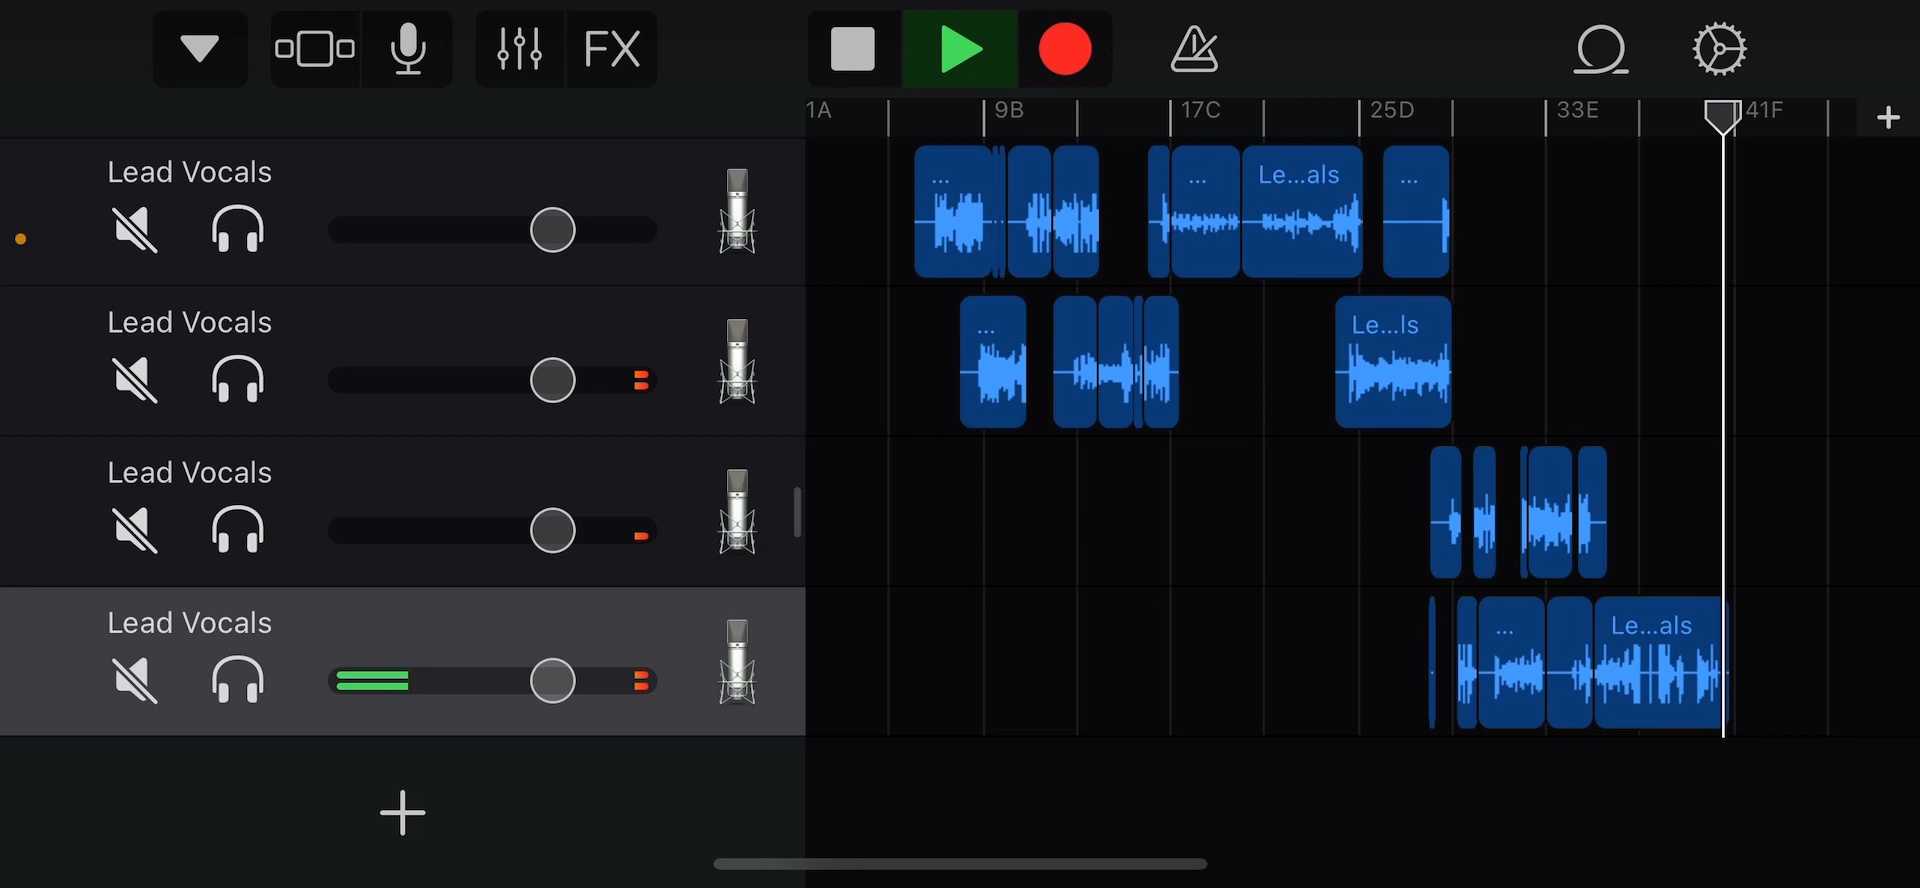 FX
1A 9B 17C 25D 33E 41F
Lead Vocals
... ... Le...als ...
Lead Vocals
... Le...ls
Lead Vocals
Lead Vocals
... Le...als